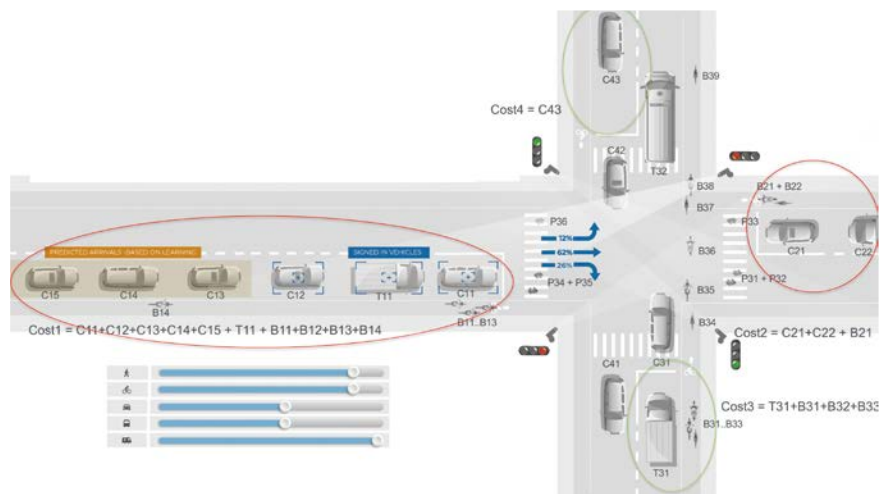 C43
B39
Cost4 = C43
C42
T32
B38
B37
B21 + B22
P36
P33
12%
62%
26%
B36
C21
C22
PREDICTED ARRIVALS (BASED ON LEARNING)
SIGNED IN VEHICLES
C15
C14
C13
C12
T11
C11
P34 + P35
P31 + P32
B35
B14
B11..B13
B34
Cost1 = C11+C12+C13+C14+C15 + T11 + B11+B12+B13+B14
Cost2 = C21+C22 + B21
C41
C31
Cost3 = T31+B31+B32+B33
B31..B33
T31